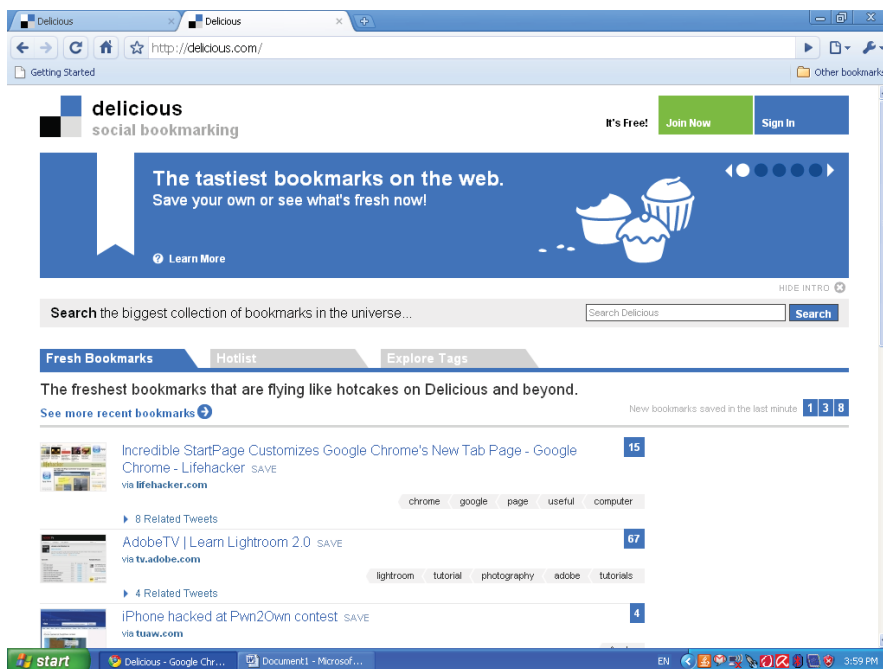 Delicious
Delicious
http://delicious.com/
Getting Started
Other bookmarks
delicious
social bookmarking
It's Free!
Join Now
Sign In
The tastiest bookmarks on the web.
Save your own or see what's fresh now!
Learn More
HIDE INTRO
Search the biggest collection of bookmarks in the universe...
Search Delicious
Search
Fresh Bookmarks
Hotlist
Explore Tags
The freshest bookmarks that are flying like hotcakes on Delicious and beyond.
See more recent bookmarks
New bookmarks saved in the last minute 1 3 8
Incredible StartPage Customizes Google Chrome's New Tab Page - Google
Chrome - Lifehacker SAVE
15
via lifehacker.com
chrome google page useful computer
8 Related Tweets
AdobeTV | Learn Lightroom 2.0 SAVE
67
via tv.adobe.com
lightroom tutorial photography adobe tutorials
4 Related Tweets
iPhone hacked at Pwn2Own contest SAVE
4
via tuaw.com
start
Delicious - Google Chr...
Document1 - Microsof...
EN
3:59 PM